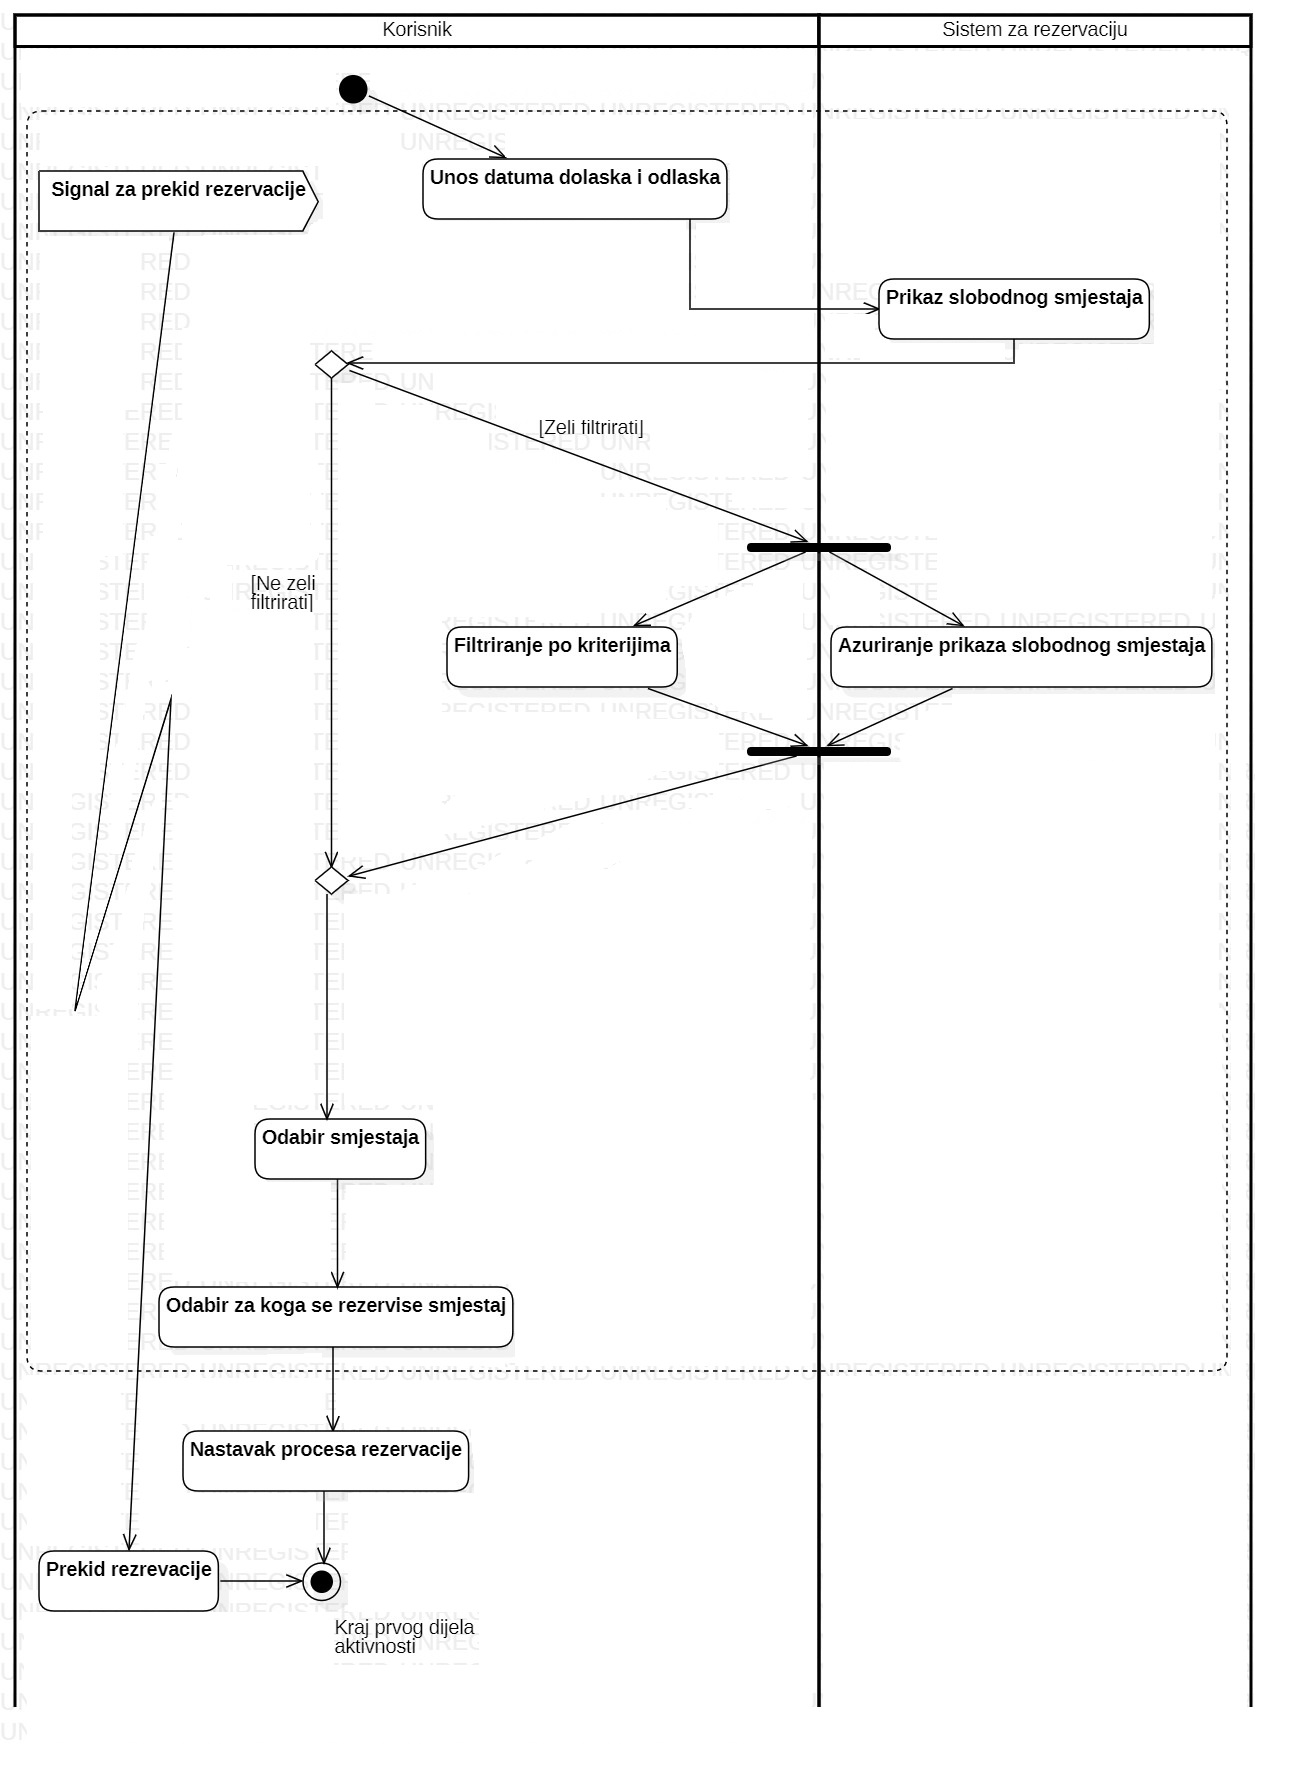 Korisnik
Sistem za rezervaciju
Signal za prekid rezervacije
Unos datuma dolaska i odlaska
Prikaz slobodnog smjestaja
[Zeli filtrirati]
[Ne zeli
filtrirati]
Filtriranje po kriterijima
Azuriranje prikaza slobodnog smjestaja
Odabir smjestaja
Odabir za koga se rezervise smjestaj
Nastavak procesa rezervacije
Prekid rezrevacije
Kraj prvog dijela
aktivnosti